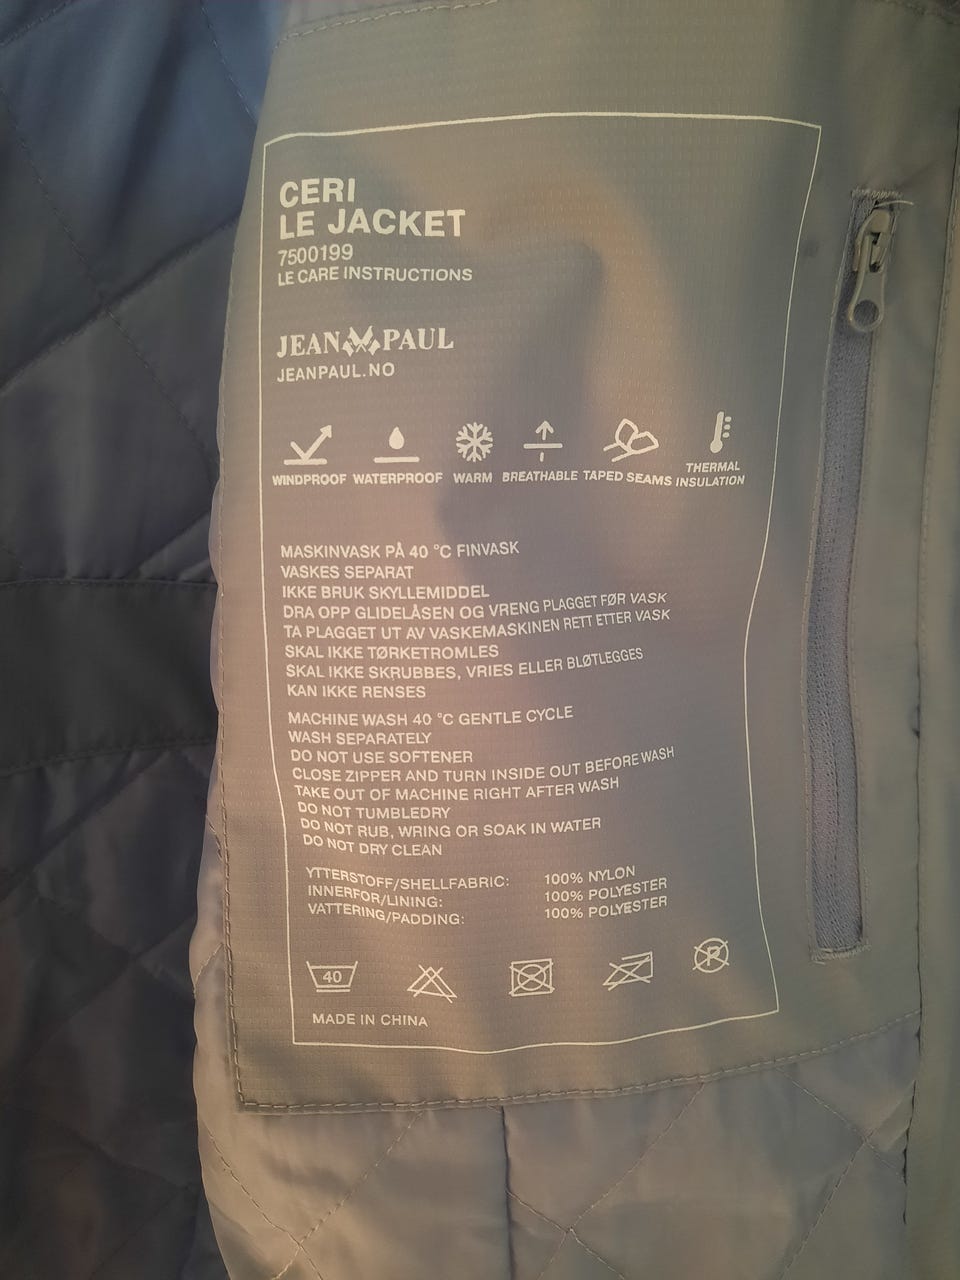 CERI
LE JACKET
7500199
LE CARE INSTRUCTIONS
JEAN PAUL
JEANPAUL.NO
WINDPROOF WATERPROOF WARM BREATHABLE TAPED SEAMS THERMAL INSULATION
MASKINVASK PÅ 40 °C FINVASK
VASKES SEPARAT
IKKE BRUK SKYLLEMIDDEL
DRA OPP GLIDELÅSEN OG VRENG PLAGGET FØR VASK
TA PLAGGET UT AV VASKEMASKINEN RETT ETTER VASK
SKAL IKKE TØRKETROMLES
SKAL IKKE SKRUBBES, VRIES ELLER BLØTLEGGES
KAN IKKE RENSES
MACHINE WASH 40 °C GENTLE CYCLE
WASH SEPARATELY
DO NOT USE SOFTENER
CLOSE ZIPPER AND TURN INSIDE OUT BEFORE WASH
TAKE OUT OF MACHINE RIGHT AFTER WASH
DO NOT TUMBLEDRY
DO NOT RUB, WRING OR SOAK IN WATER
DO NOT DRY CLEAN
YTTERSTOFF/SHELLFABRIC: 100% NYLON
INNERFOR/LINING: 100% POLYESTER
VATTERING/PADDING: 100% POLYESTER
40 P
MADE IN CHINA